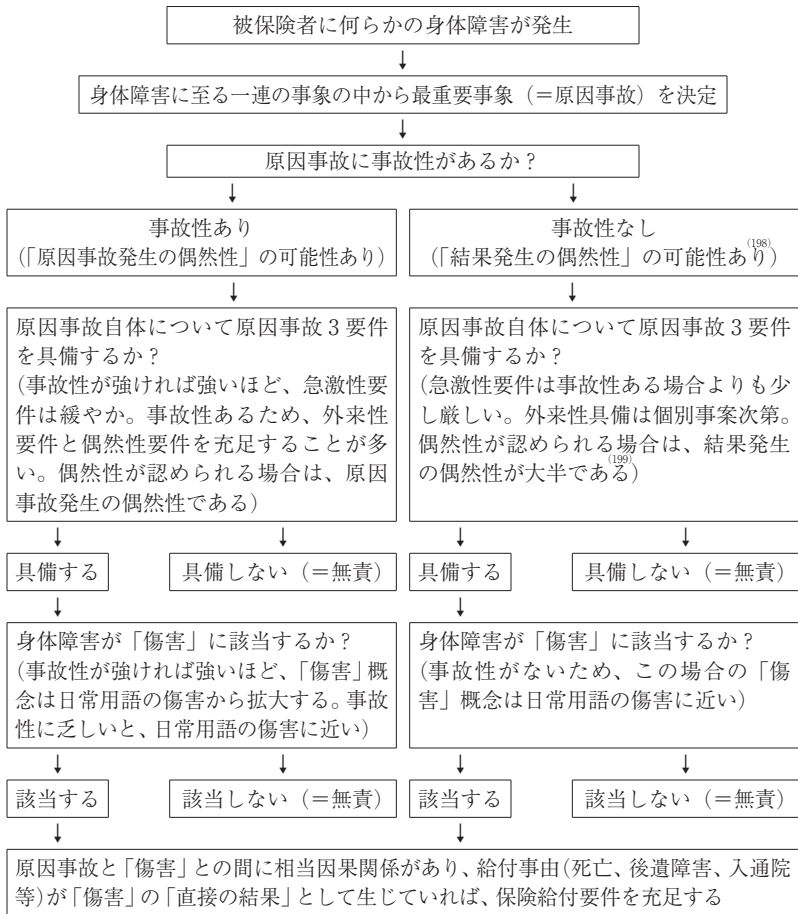 被保険者に何らかの身体障害が発生
身体障害に至る一連の事象の中から最重要事象（＝原因事故）を決定
原因事故に事故性があるか？
事故性あり
（「原因事故発生の偶然性」の可能性あり）
事故性なし
（「結果発生の偶然性」の可能性あり(198)）
原因事故自体について原因事故３要件
を具備するか？
（事故性が強ければ強いほど、急激性要
件は緩やか。事故性あるため、外来性
要件と偶然性要件を充足することが多
い。偶然性が認められる場合は、原因
事故発生の偶然性である）
原因事故自体について原因事故３要件
を具備するか？
（急激性要件は事故性ある場合よりも少
し厳しい。外来性具備は個別事案次第。
偶然性が認められる場合は、結果発生
の偶然性が大半である(199)）
具備する
具備しない（＝無責）
具備する
具備しない（＝無責）
身体障害が「傷害」に該当するか？
（事故性が強ければ強いほど、「傷害」概
念は日常用語の傷害から拡大する。事故
性に乏しいと、日常用語の傷害に近い）
身体障害が「傷害」に該当するか？
（事故性がないため、この場合の「傷
害」概念は日常用語の傷害に近い）
該当する
該当しない（＝無責）
該当する
該当しない（＝無責）
原因事故と「傷害」との間に相当因果関係があり、給付事由（死亡、後遺障害、入通院
等）が「傷害」の「直接の結果」として生じていれば、保険給付要件を充足する